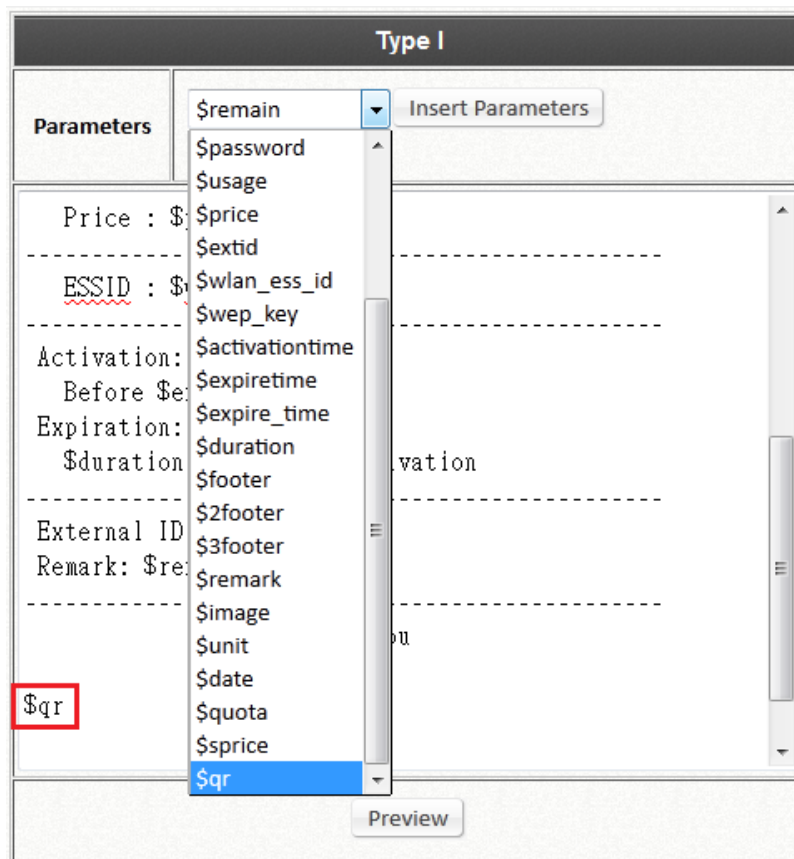 Type I
Parameters
$remain
Insert Parameters
$password
$usage
$price
$extid
$wlan_ess_id
$wep_key
$activationtime
$expiretime
$expire_time
$duration
$footer
$2footer
$3footer
$remark
$image
$unit
$date
$quota
$sprice
$qr
Price : $
-----------------------------------------------
ESSID : $
-----------------------------------------------
Activation:
Before $e
Expiration:
$duration vation
-----------------------------------------------
External ID
Remark: $re
-----------------------------------------------
ou
$qr
Preview